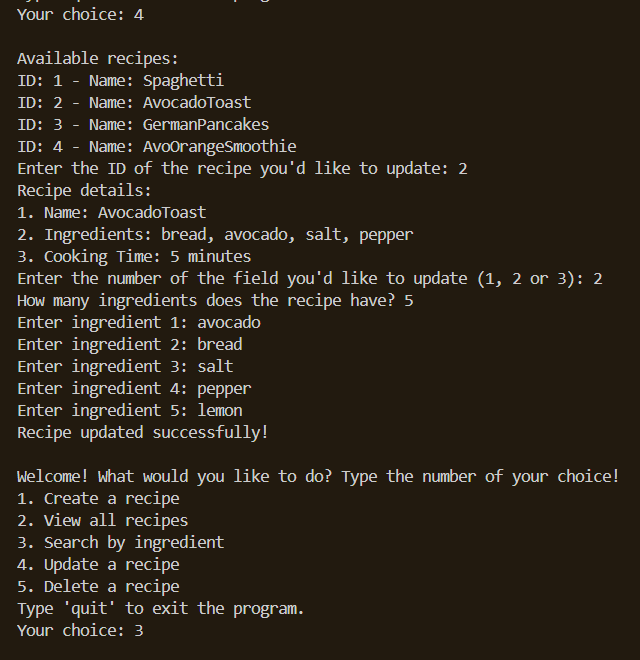 Your choice: 4
Available recipes:
ID: 1 - Name: Spaghetti
ID: 2 - Name: AvocadoToast
ID: 3 - Name: GermanPancakes
ID: 4 - Name: AvoOrangeSmoothie
Enter the ID of the recipe you'd like to update: 2
Recipe details:
1. Name: AvocadoToast
2. Ingredients: bread, avocado, salt, pepper
3. Cooking Time: 5 minutes
Enter the number of the field you'd like to update (1, 2 or 3): 2
How many ingredients does the recipe have? 5
Enter ingredient 1: avocado
Enter ingredient 2: bread
Enter ingredient 3: salt
Enter ingredient 4: pepper
Enter ingredient 5: lemon
Recipe updated successfully!
Welcome! What would you like to do? Type the number of your choice!
1. Create a recipe
2. View all recipes
3. Search by ingredient
4. Update a recipe
5. Delete a recipe
Type 'quit' to exit the program.
Your choice: 3